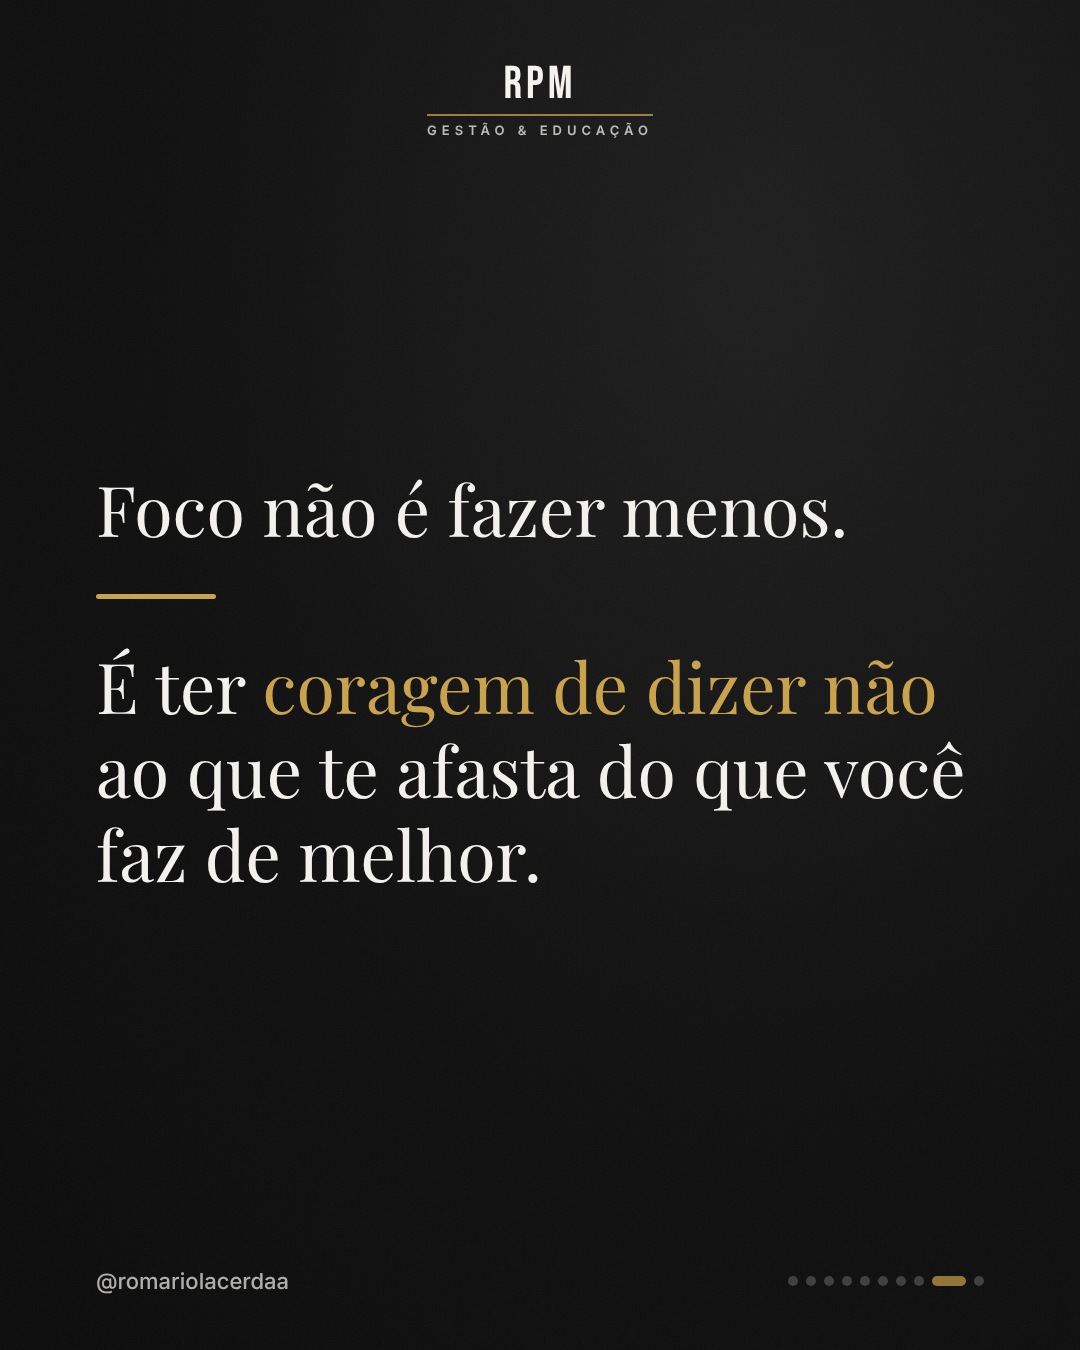 RPM
GESTÃO & EDUCAÇÃO
Foco não é fazer menos.
É ter coragem de dizer não
ao que te afasta do que você
faz de melhor.
@romariolacerdaa